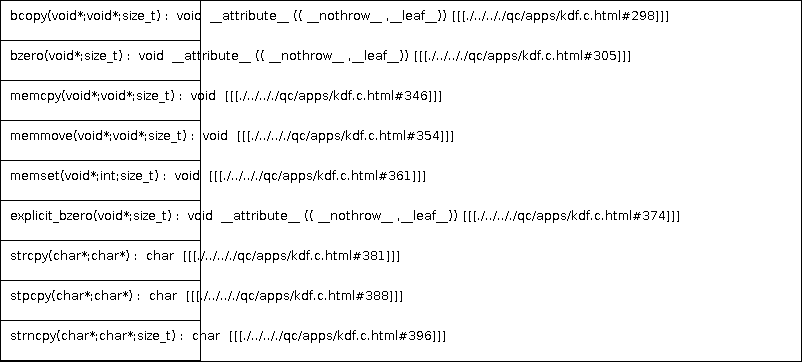 bcopy(void*;void*;size_t) :  void  __attribute__ (( __nothrow__ ,__leaf__)) [[[./../.././qc/apps/kdf.c.html#298]]]
bzero(void*;size_t) :  void  __attribute__ (( __nothrow__ ,__leaf__)) [[[./../.././qc/apps/kdf.c.html#305]]]
memcpy(void*;void*;size_t) :  void  [[[./../.././qc/apps/kdf.c.html#346]]]
memmove(void*;void*;size_t) :  void  [[[./../.././qc/apps/kdf.c.html#354]]]
memset(void*;int;size_t) :  void  [[[./../.././qc/apps/kdf.c.html#361]]]
explicit_bzero(void*;size_t) :  void  __attribute__ (( __nothrow__ ,__leaf__)) [[[./../.././qc/apps/kdf.c.html#374]]]
strcpy(char*;char*) :  char  [[[./../.././qc/apps/kdf.c.html#381]]]
stpcpy(char*;char*) :  char  [[[./../.././qc/apps/kdf.c.html#388]]]
strncpy(char*;char*;size_t) :  char  [[[./../.././qc/apps/kdf.c.html#396]]]